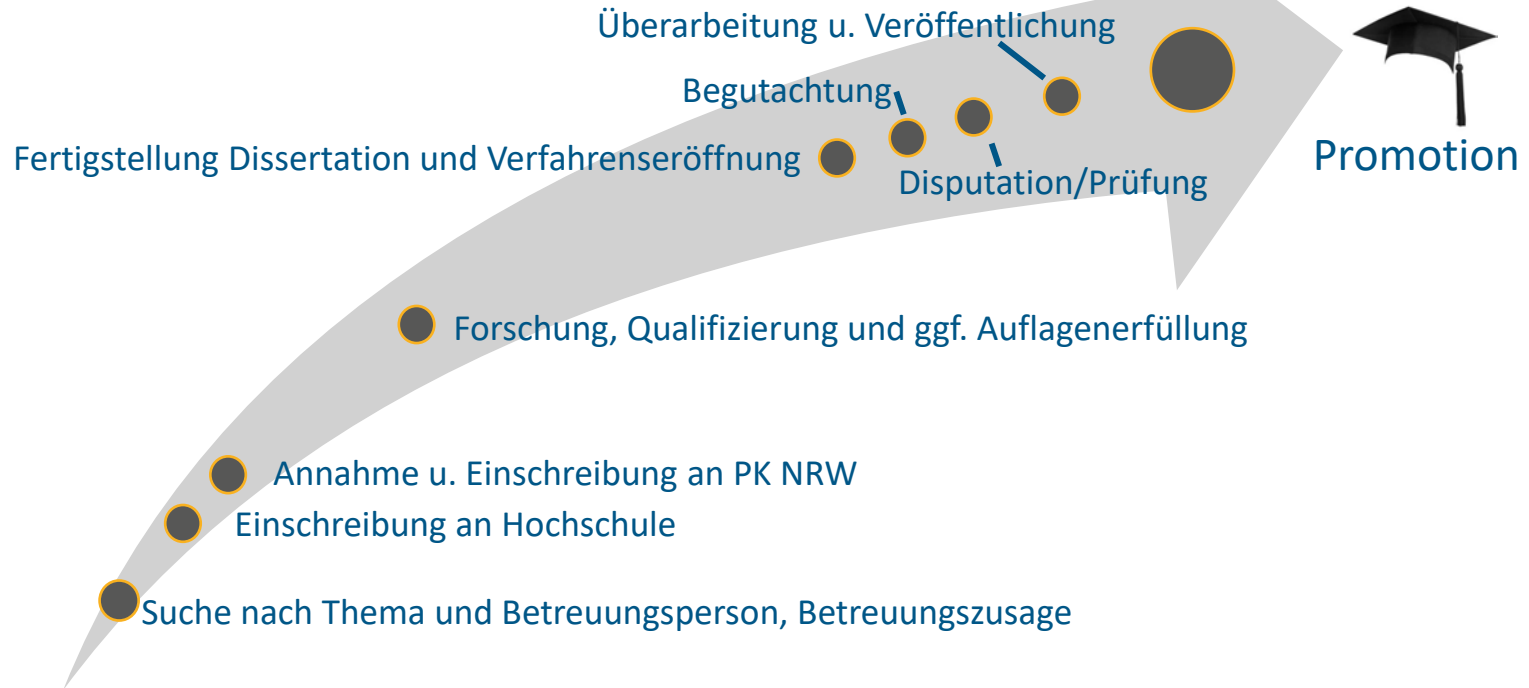 Überarbeitung u. Veröffentlichung
Begutachtung
Fertigstellung Dissertation und Verfahrenseröffnung
Promotion
Disputation/Prüfung
Forschung, Qualifizierung und ggf. Auflagenerfüllung
Annahme u. Einschreibung an PK NRW
Einschreibung an Hochschule
Suche nach Thema und Betreuungsperson, Betreuungszusage